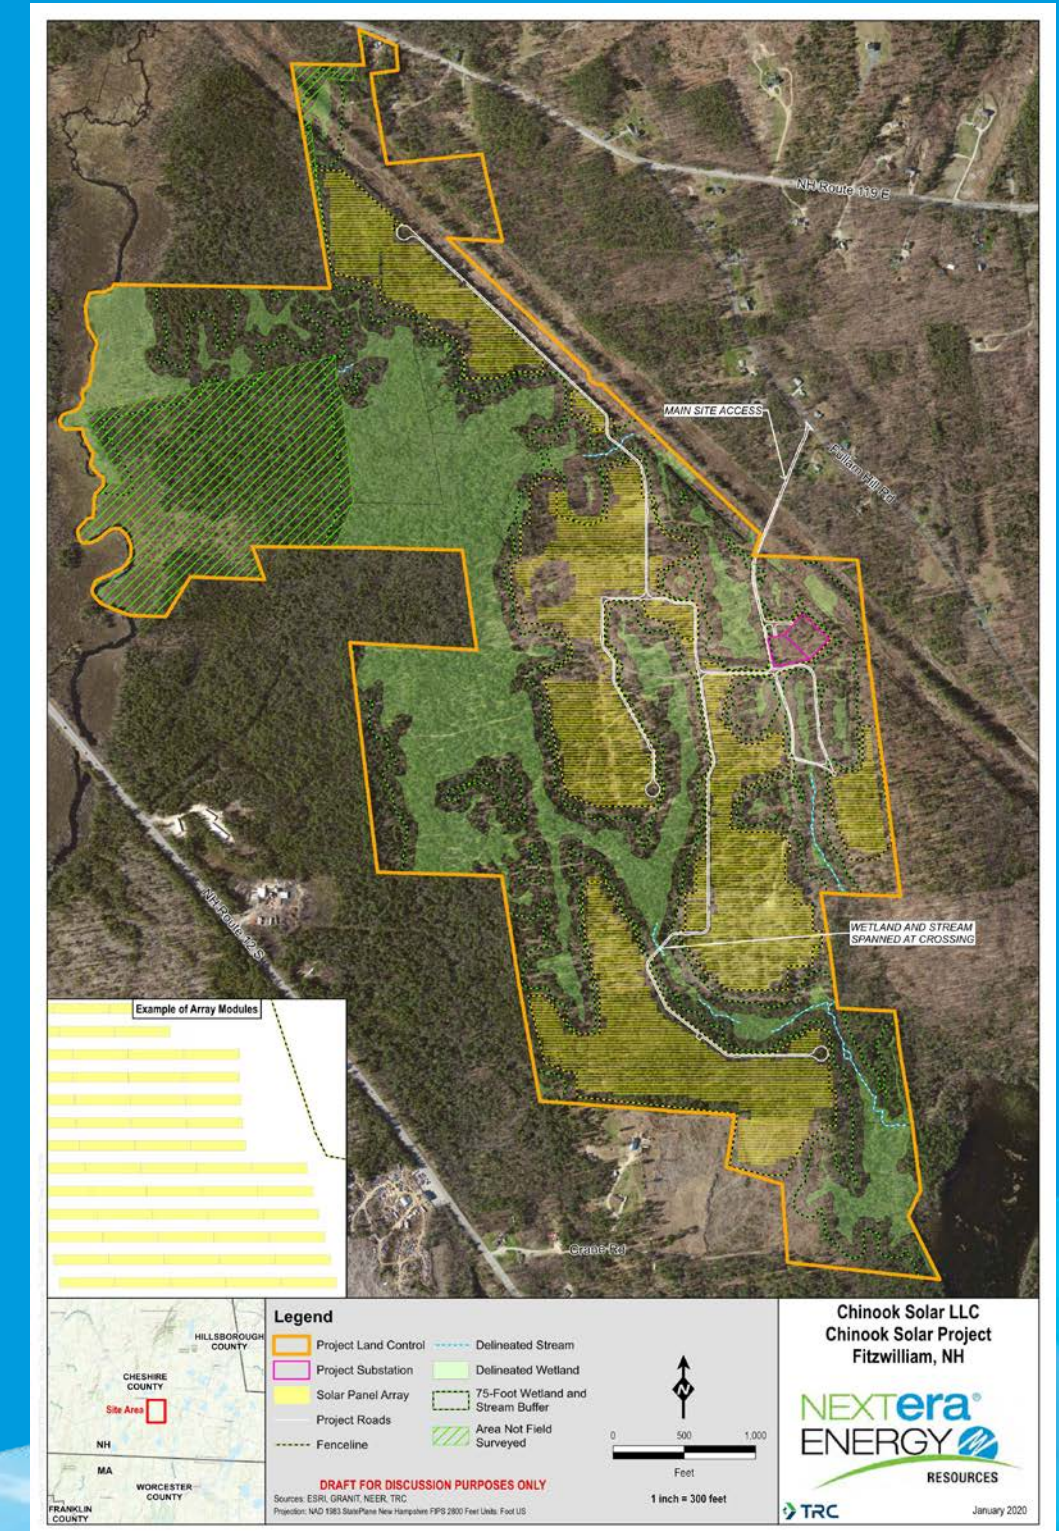 NH Route 119 E
MAIN SITE ACCESS
Fullam Hill Rd
NH Route 12 S
WETLAND AND STREAM
SPANNED AT CROSSING
Example of Array Modules
Crane Rd
HILLSBOROUGH
COUNTY
CHESHIRE
COUNTY
Site Area
NH
MA
WORCESTER
COUNTY
FRANKLIN
COUNTY
Legend
Project Land Control
Project Substation
Solar Panel Array
Project Roads
Fenceline
Delineated Stream
Delineated Wetland
75-Foot Wetland and
Stream Buffer
Area Not Field
Surveyed
DRAFT FOR DISCUSSION PURPOSES ONLY
Sources: ESRI, GRANIT, NEER, TRC
Projection: NAD 1983 StatePlane New Hampshire FIPS 2800 Feet Units: Foot US
N
0 500 1,000
Feet
1 inch = 300 feet
Chinook Solar LLC
Chinook Solar Project
Fitzwilliam, NH
NEXTera®
ENERGY
RESOURCES
TRC
January 2020